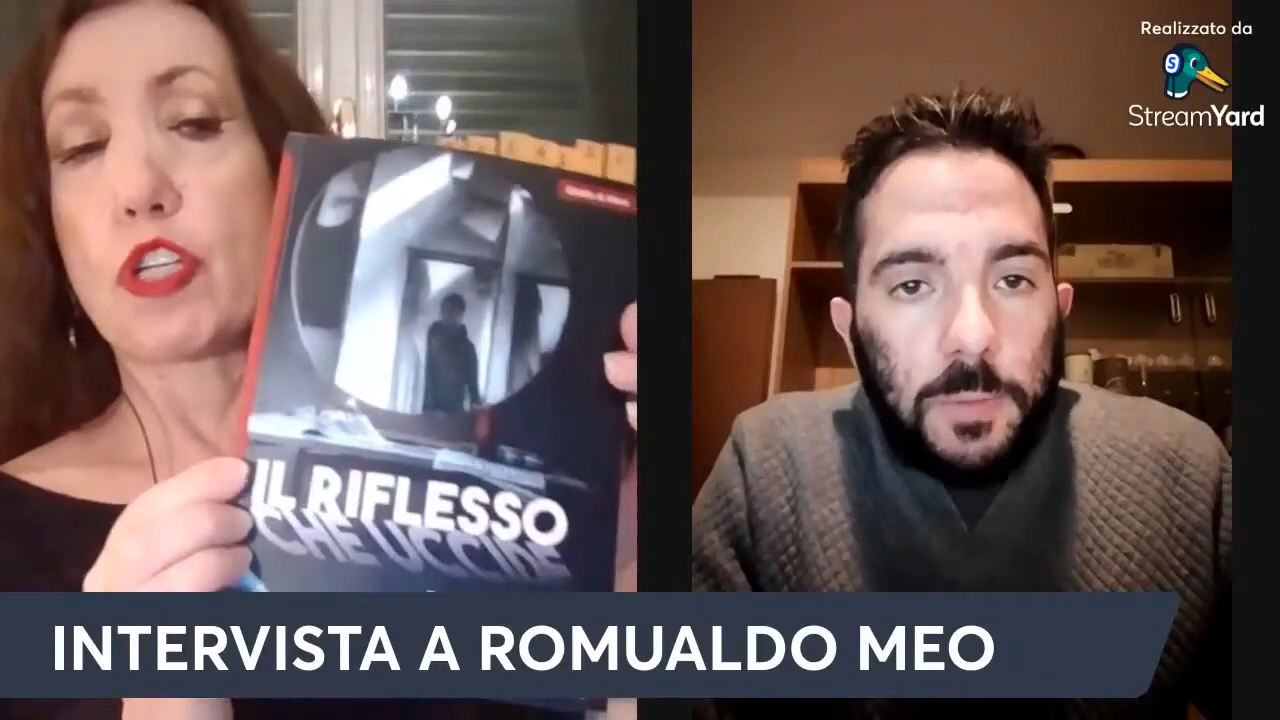 Realizzato da
S
StreamYard
IL RIFLESSO
CHE UCCIDE
INTERVISTA A ROMUALDO MEO